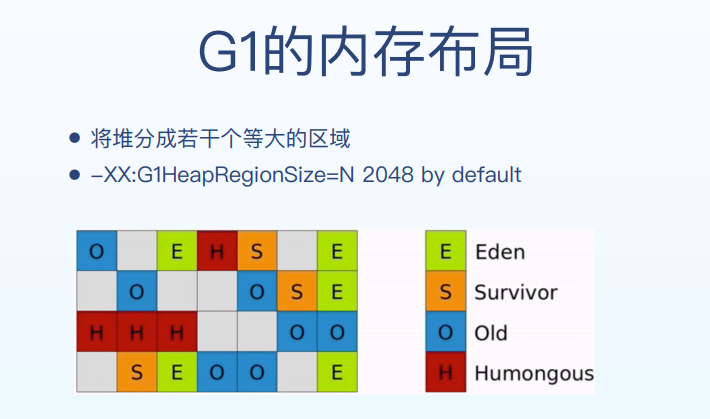 G1的内存布局
将堆分成若干个等大的区域
-XX:G1HeapRegionSize=N 2048 by default
O E H S E
E Eden
O O S E
S Survivor
H H H O O
O Old
S E O O E
H Humongous